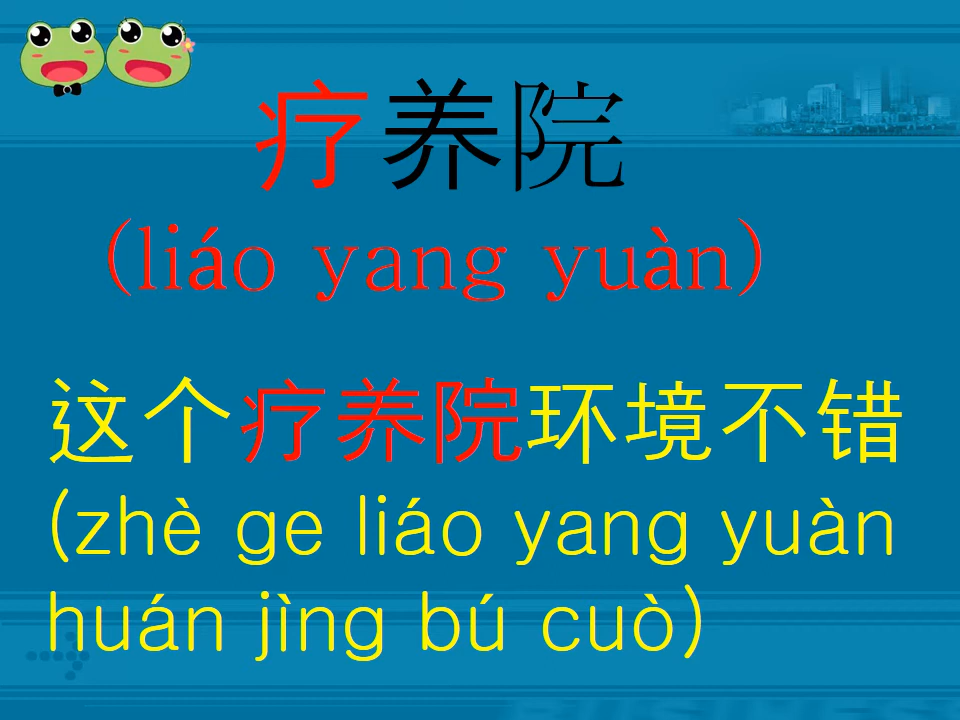 疗养院
(liáo yang yuàn)
这个疗养院环境不错
(zhè ge liáo yang yuàn
huán jìng bú cuò)